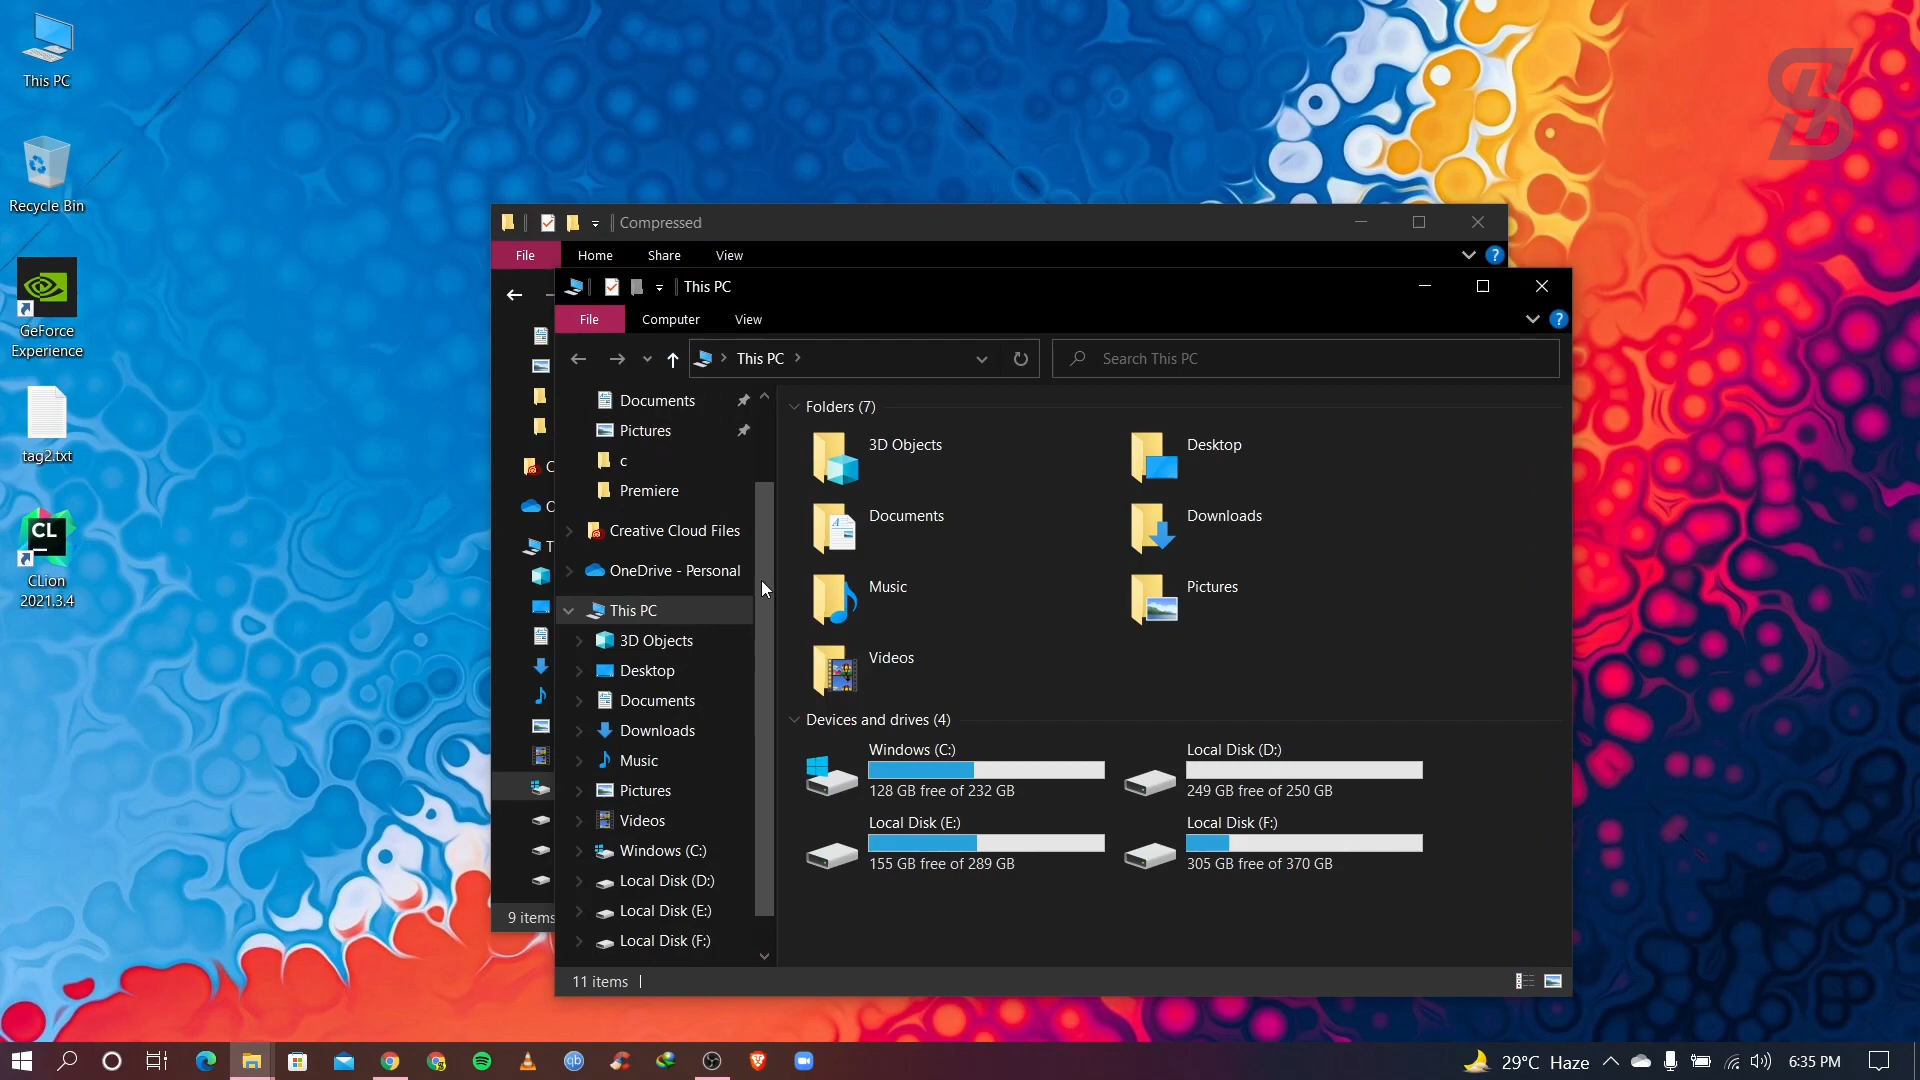 This PC
Recycle Bin
GeForce
Experience
tag2.txt
CL
CLion
2021.3.4
Compressed
File Home Share View
This PC
File Computer View
This PC
Search This PC
Documents
Pictures
c
Premiere
Creative Cloud Files
OneDrive - Personal
This PC
3D Objects
Desktop
Documents
Downloads
Music
Pictures
Videos
Windows (C:)
Local Disk (D:)
Local Disk (E:)
Local Disk (F:)
Folders (7)
3D Objects
Desktop
Documents
Downloads
Music
Pictures
Videos
Devices and drives (4)
Windows (C:)
128 GB free of 232 GB
Local Disk (D:)
249 GB free of 250 GB
Local Disk (E:)
155 GB free of 289 GB
Local Disk (F:)
305 GB free of 370 GB
9 items
11 items
qb
29°C Haze
6:35 PM